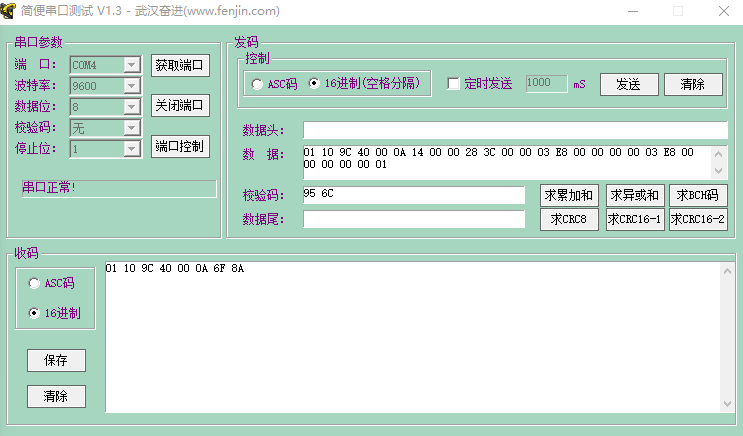 简便串口测试 V1.3 - 武汉奋进(www.fenjin.com)
串口参数
端 口: COM4
获取端口
波特率: 9600
数据位: 8
关闭端口
校验码: 无
停止位: 1
端口控制
串口正常!
发码
控制
ASC码
16进制(空格分隔)
定时发送 1000 mS
发送
清除
数据头:
数 据: 01 10 9C 40 00 0A 14 00 00 28 3C 00 00 03 E8 00 00 00 00 03 E8 00
00 00 00 00 01
校验码: 95 6C
求累加和
求异或和
求BCH码
数据尾:
求CRC8
求CRC16-1
求CRC16-2
收码
ASC码
16进制
保存
清除
01 10 9C 40 00 0A 6F 8A